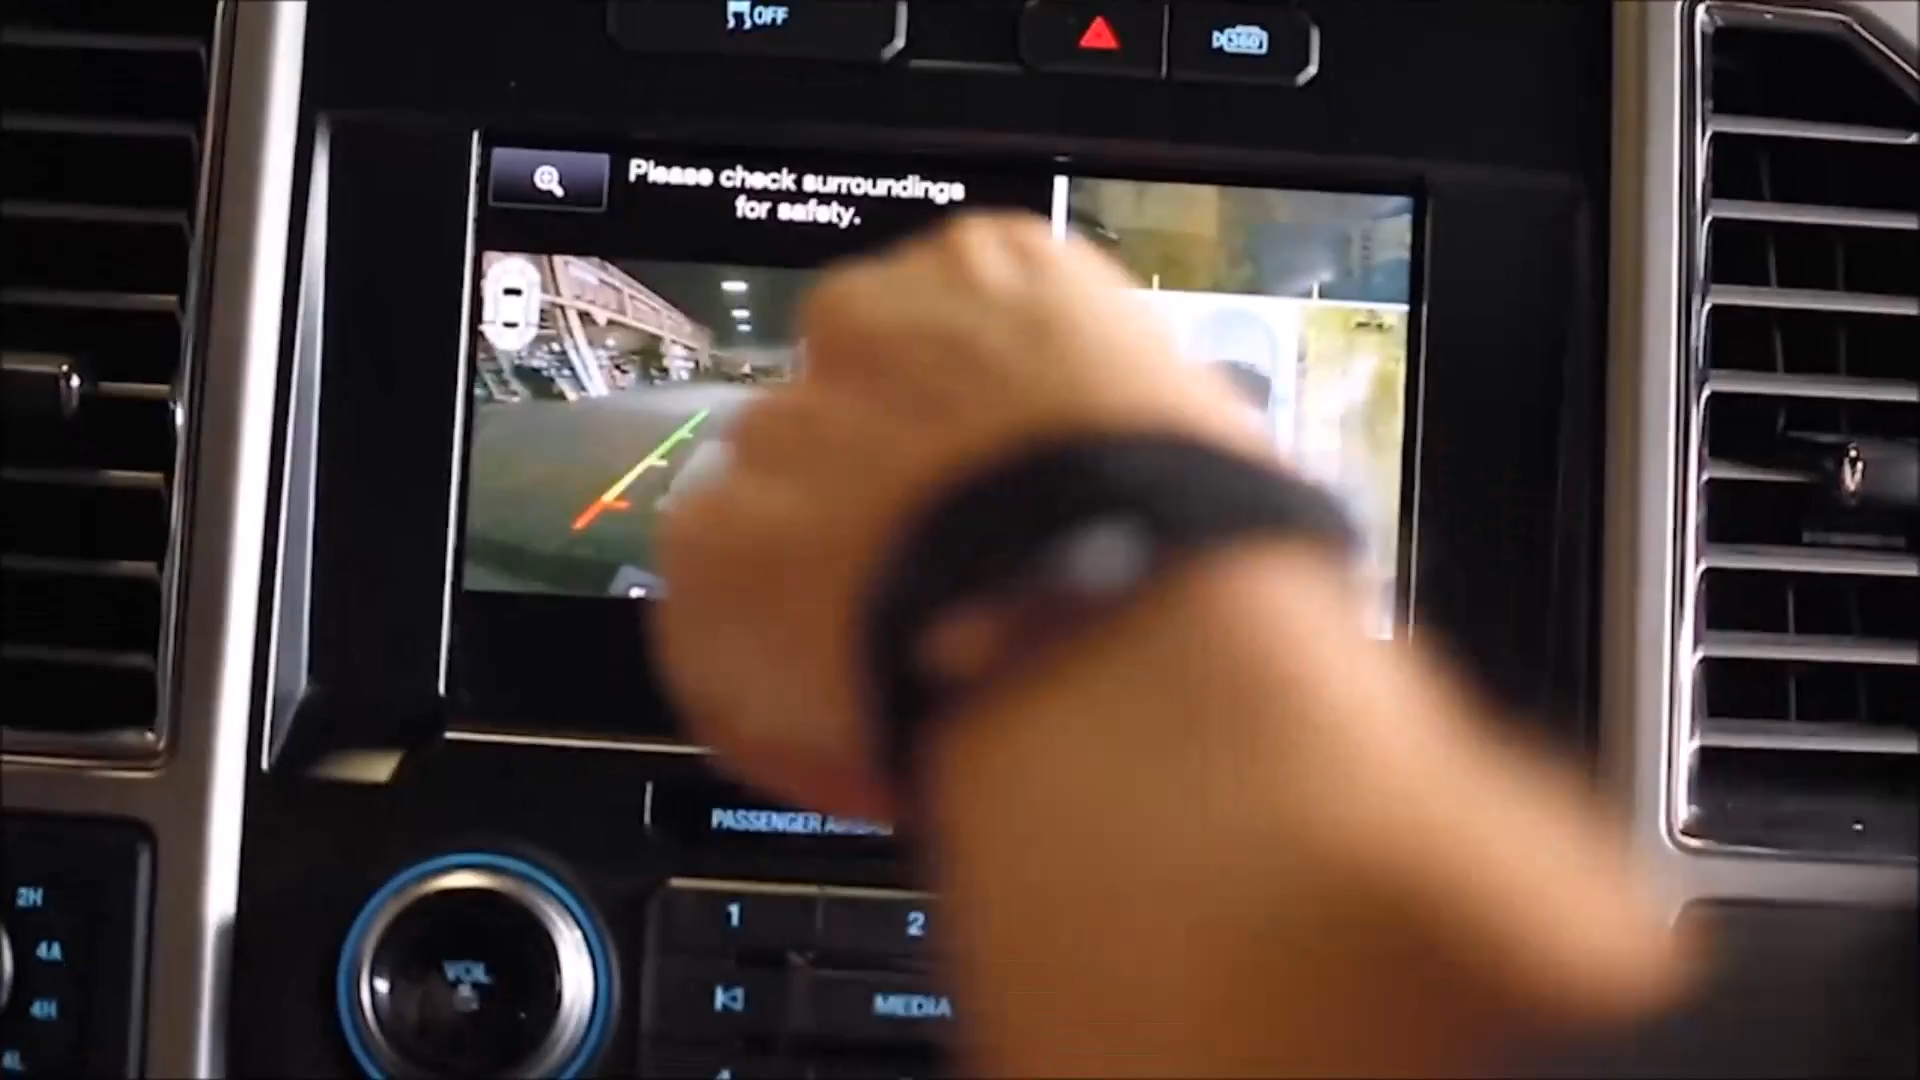 OFF
360
Please check surroundings
for safety.
PASSENGER
2H
4A
4H
4L
VOL
1
2
MEDIA